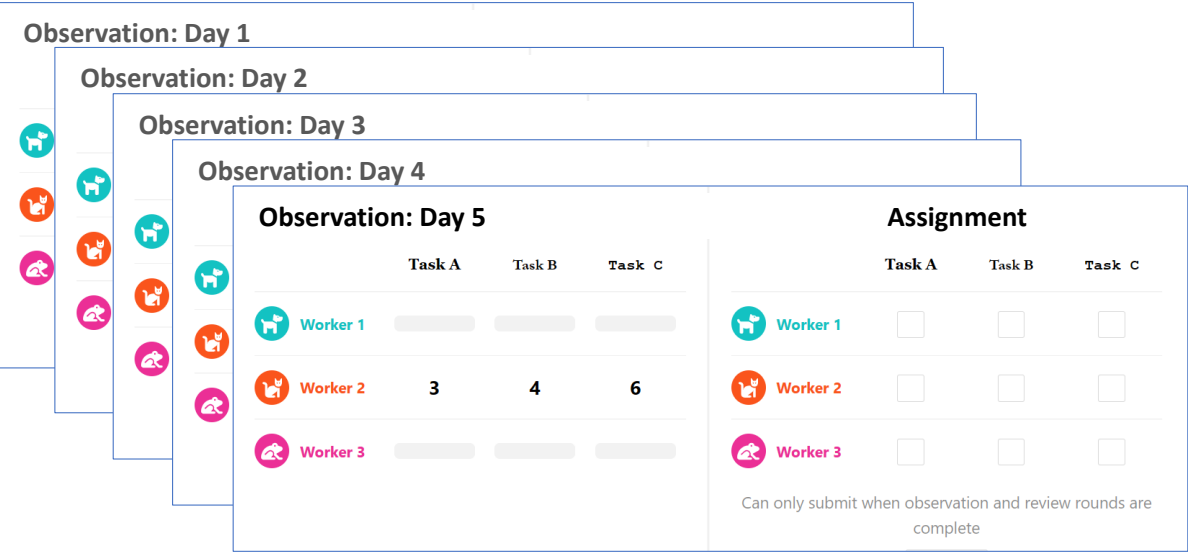 Observation: Day 1
Observation: Day 2
Observation: Day 3
Observation: Day 4
Observation: Day 5
Assignment
Task A Task B Task C
Task A Task B Task C
Worker 1
Worker 1
Worker 2 3 4 6
Worker 2
Worker 3
Worker 3
Can only submit when observation and review rounds are
complete